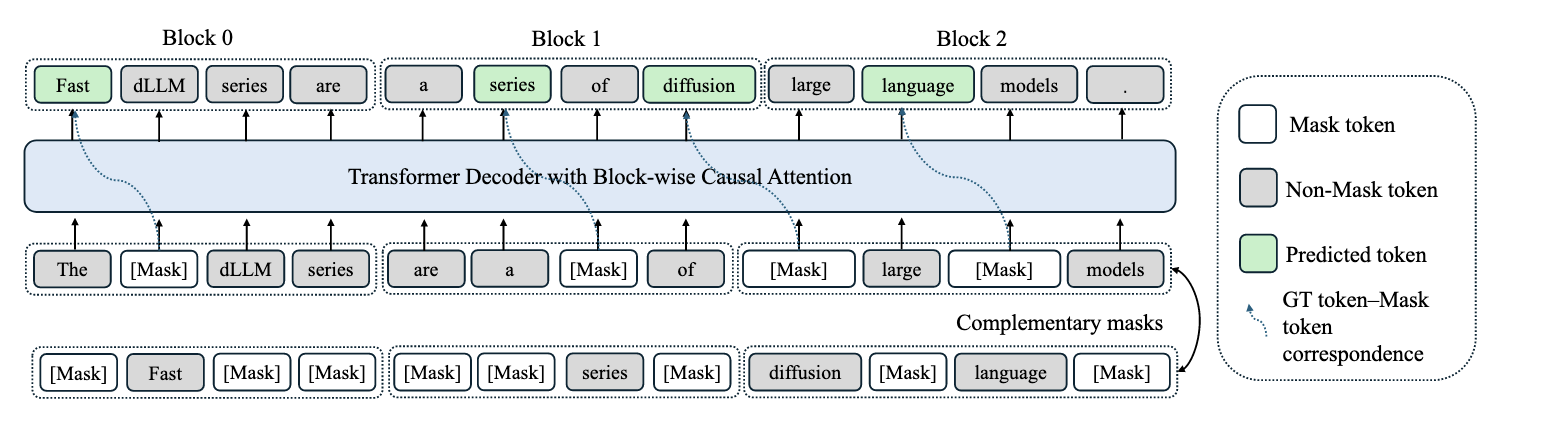 Block 0 Block 1 Block 2
Fast dLLM series are a series of diffusion large language models .
Transformer Decoder with Block-wise Causal Attention
The [Mask] dLLM series are a [Mask] of [Mask] large [Mask] models
Complementary masks
[Mask] Fast [Mask] [Mask] [Mask] [Mask] series [Mask] diffusion [Mask] language [Mask]
Mask token
Non-Mask token
Predicted token
GT token–Mask
token
correspondence